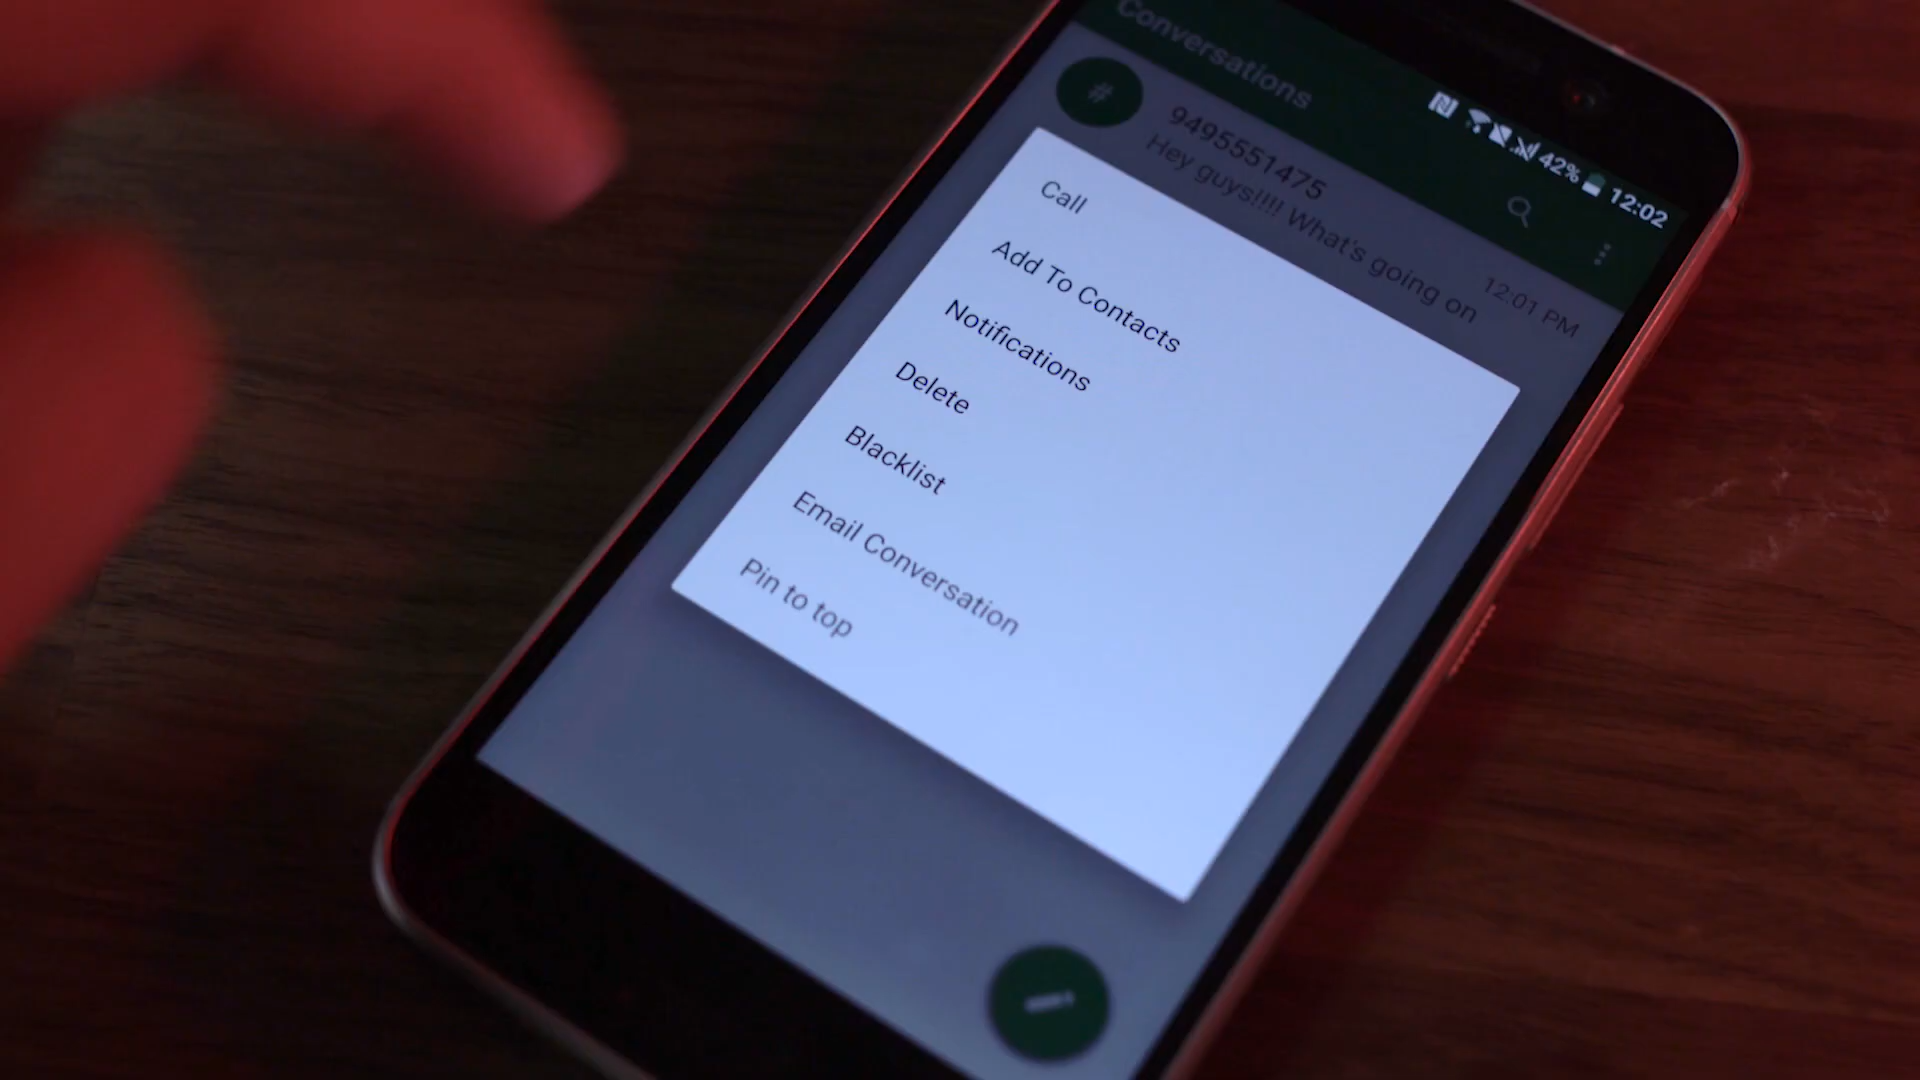 42% 12:02
Conversations
#
9495551475
Hey guys!!!! What's going on
12:01 PM
Call
Add To Contacts
Notifications
Delete
Blacklist
Email Conversation
Pin to top